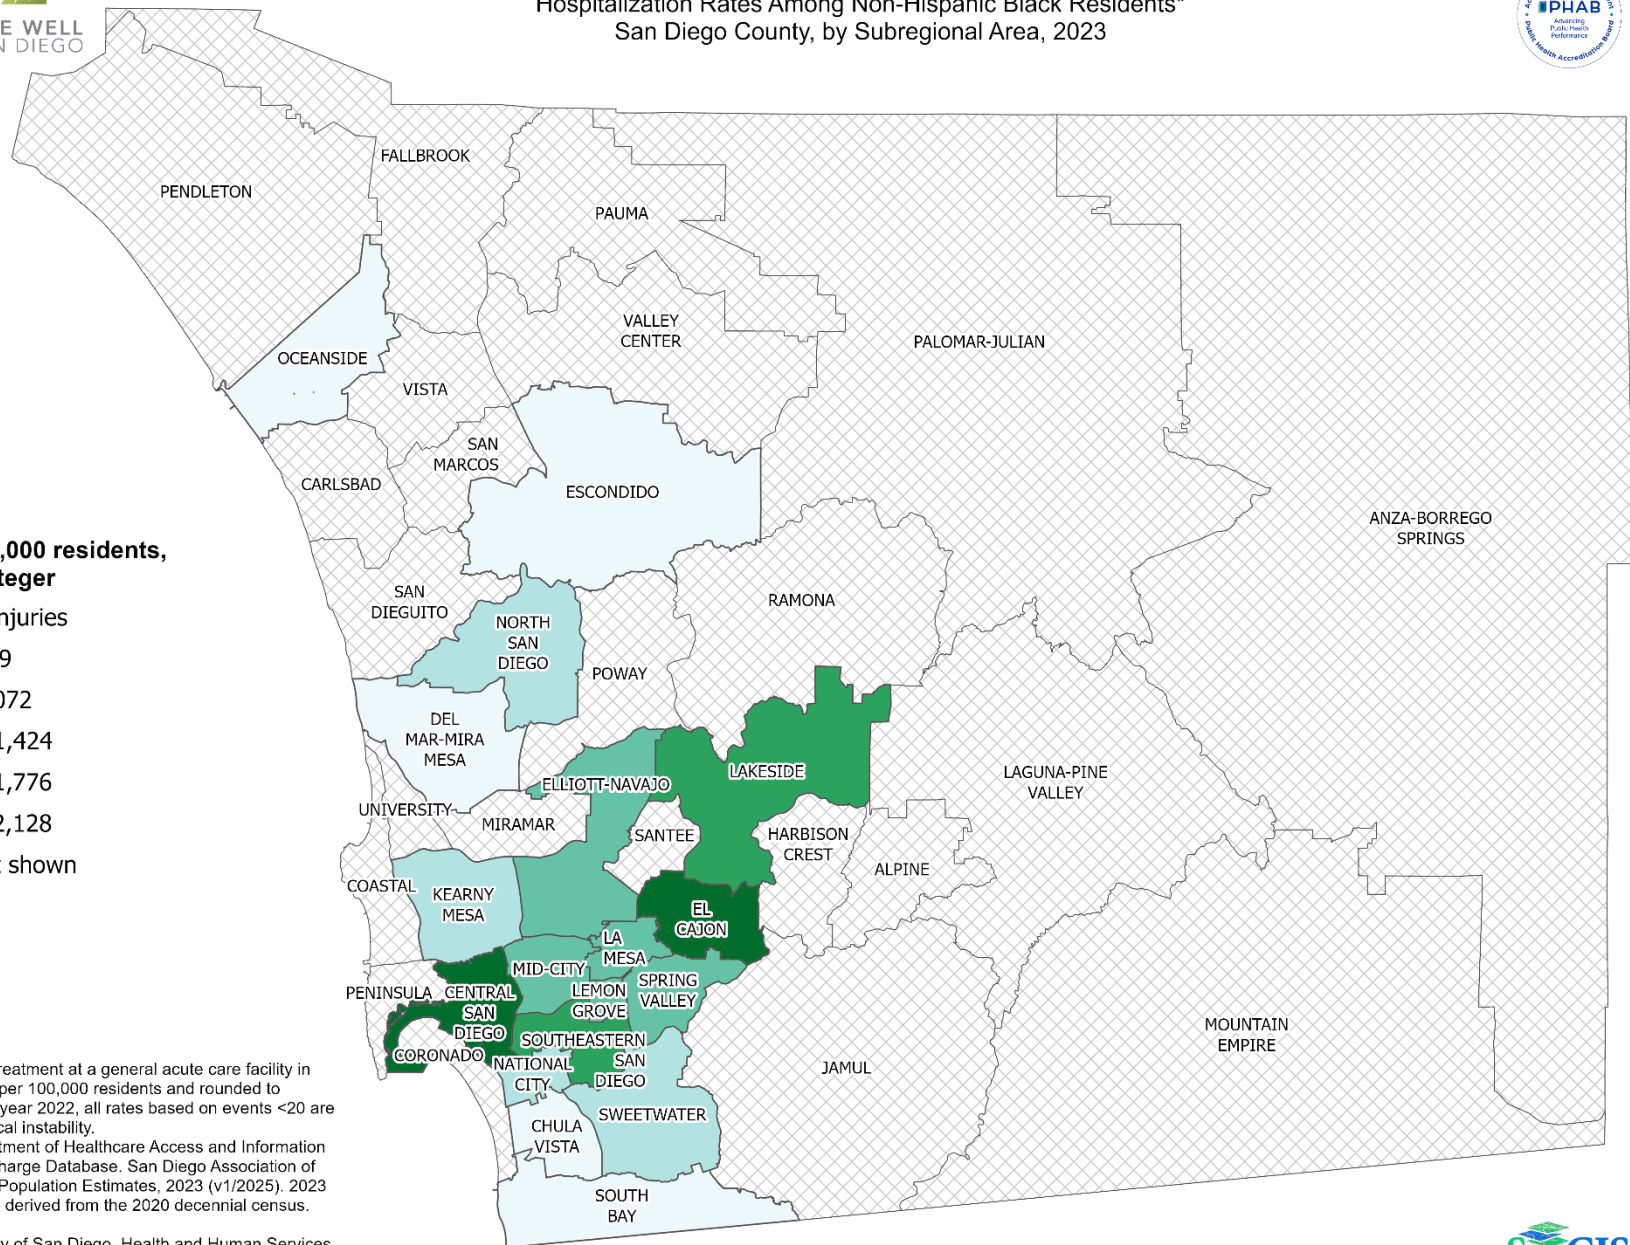 E WELL
N DIEGO
Hospitalization Rates Among Non-Hispanic Black Residents*
San Diego County, by Subregional Area, 2023
PHAB
Advancing
Public Health
Performance
Public Health Accreditation Board
FALLBROOK
PENDLETON
PAUMA
VALLEY
CENTER
PALOMAR-JULIAN
OCEANSIDE
VISTA
SAN
MARCOS
CARLSBAD
ESCONDIDO
ANZA-BORREGO
SPRINGS
,000 residents,
teger
njuries
9
072
1,424
1,776
2,128
t shown
SAN
DIEGUITO
RAMONA
NORTH
SAN
DIEGO
POWAY
DEL
MAR-MIRA
MESA
LAKESIDE
LAGUNA-PINE
VALLEY
ELLIOTT-NAVAJO
UNIVERSITY
MIRAMAR
SANTEE
HARBISON
CREST
ALPINE
COASTAL
KEARNY
MESA
EL
CAJON
LA
MESA
MID-CITY
SPRING
VALLEY
LEMON
GROVE
PENINSULA
CENTRAL
SAN
DIEGO
SOUTHEASTERN
SAN
DIEGO
CORONADO
NATIONAL
CITY
MOUNTAIN
EMPIRE
JAMUL
SWEETWATER
CHULA
VISTA
SOUTH
BAY
reatment at a general acute care facility in
per 100,000 residents and rounded to
year 2022, all rates based on events <20 are
cal instability.
tment of Healthcare Access and Information
harge Database. San Diego Association of
Population Estimates, 2023 (v1/2025). 2023
derived from the 2020 decennial census.
y of San Diego, Health and Human Services